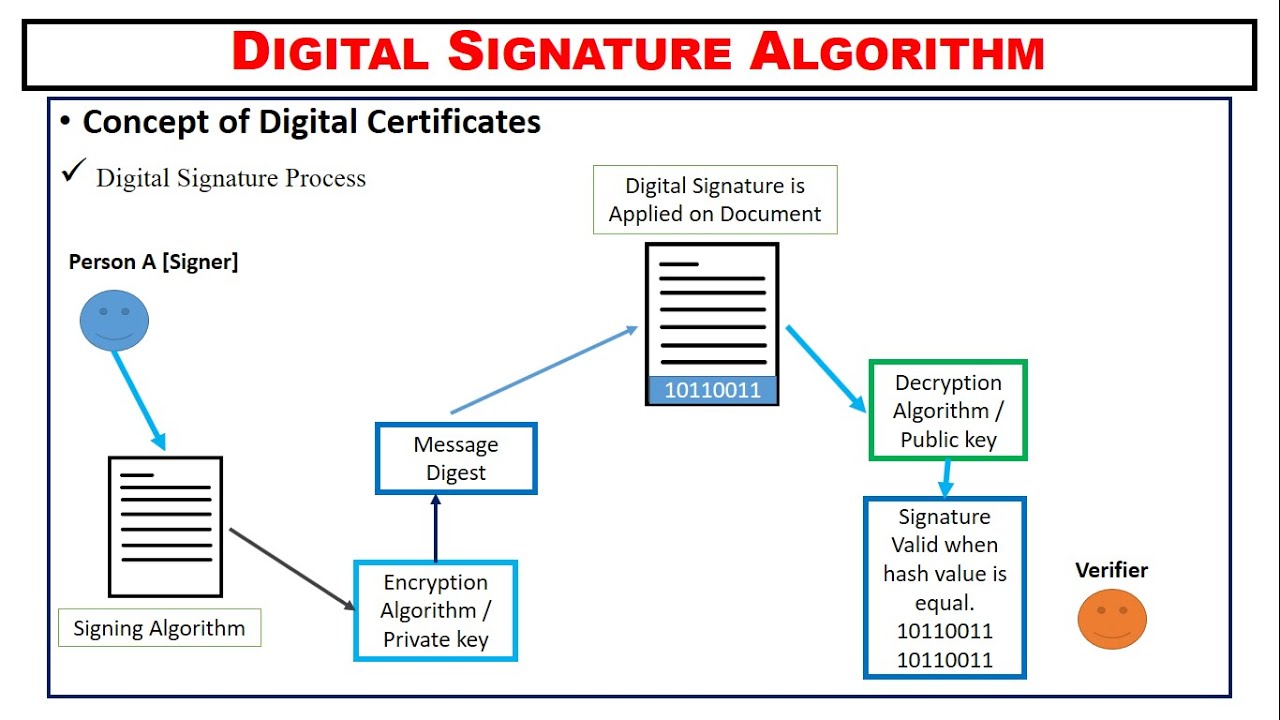 DIGITAL SIGNATURE ALGORITHM
• Concept of Digital Certificates
✓ Digital Signature Process
Digital Signature is
Applied on Document
Person A [Signer]
10110011
Decryption
Algorithm /
Public key
Message
Digest
Signature
Valid when
hash value is
equal.
10110011
10110011
Verifier
Encryption
Algorithm /
Private key
Signing Algorithm